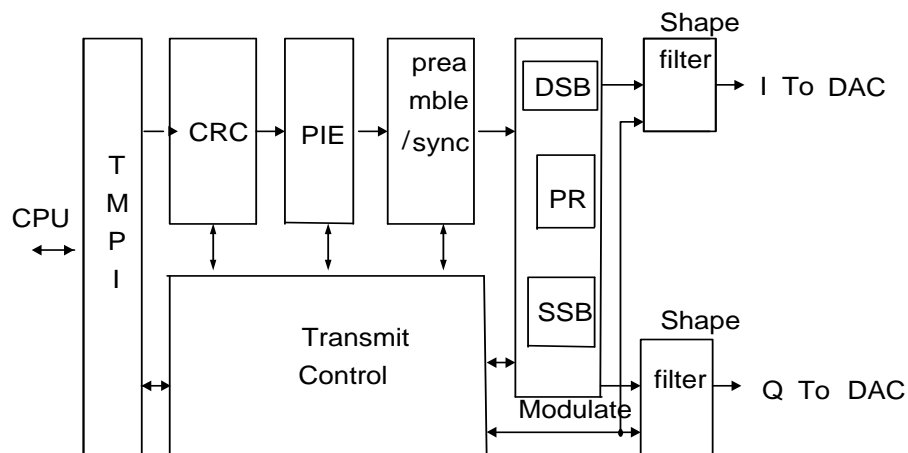 CPU
T
M
P
I
CRC
PIE
prea
mble
/sync
DSB
PR
SSB
Modulate
Shape
filter
I To DAC
Transmit
Control
Shape
filter
Q To DAC